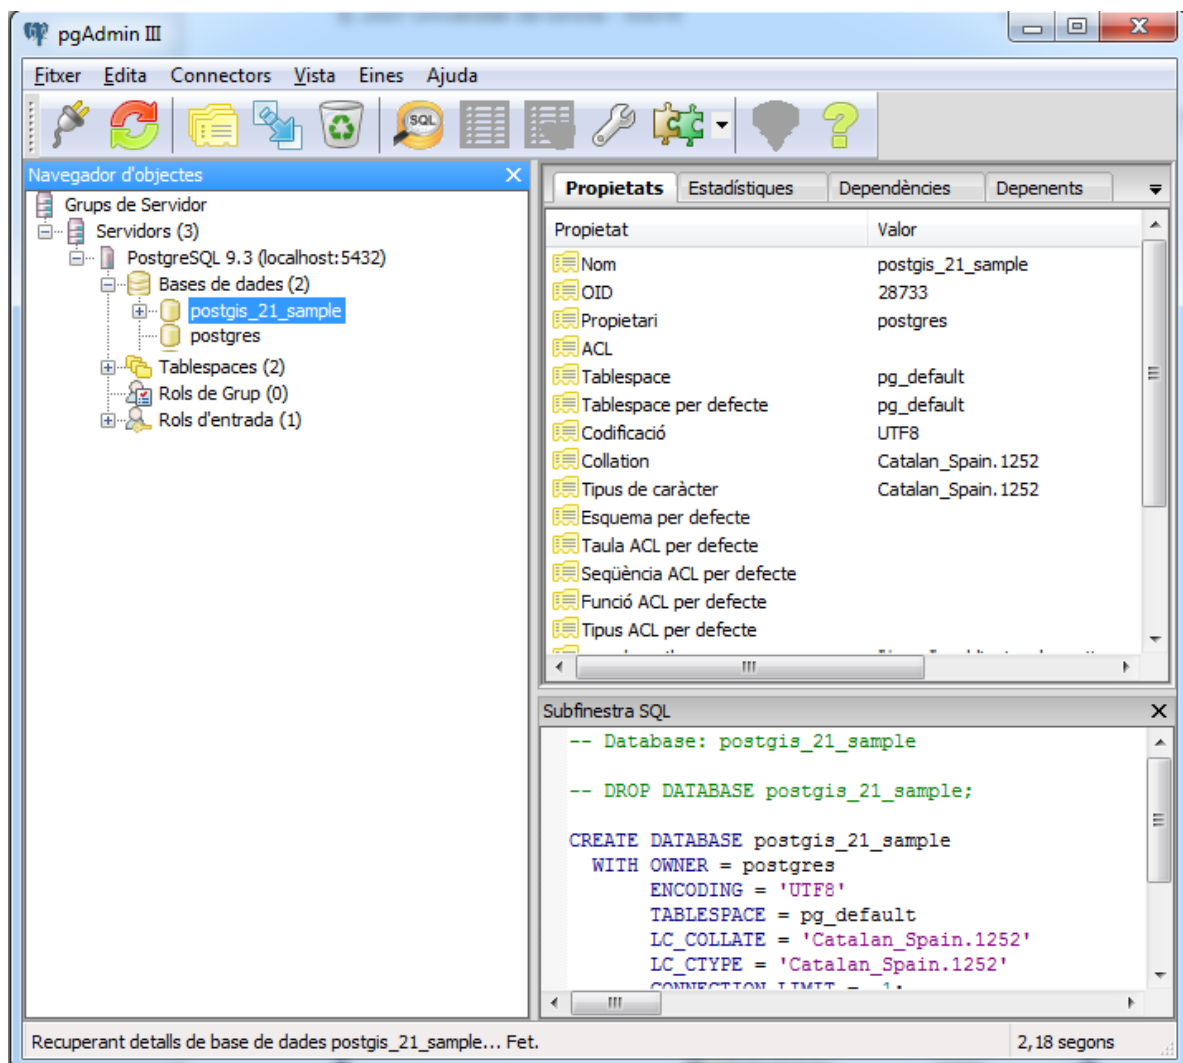 pgAdmin III
Fitxer Edita Connectors Vista Eines Ajuda
SQL
Navegador d'objectes
Grups de Servidor
Servidors (3)
PostgreSQL 9.3 (localhost:5432)
Bases de dades (2)
postgis_21_sample
postgres
Tablespaces (2)
Rols de Grup (0)
Rols d'entrada (1)
Propietats Estadístiques Dependències Depenents
Propietat Valor
Nom postgis_21_sample
OID 28733
Propietari postgres
ACL
Tablespace pg_default
Tablespace per defecte pg_default
Codificació UTF8
Collation Catalan_Spain.1252
Tipus de caràcter Catalan_Spain.1252
Esquema per defecte
Taula ACL per defecte
Seqüència ACL per defecte
Funció ACL per defecte
Tipus ACL per defecte
Subfinestra SQL
-- Database: postgis_21_sample
-- DROP DATABASE postgis_21_sample;
CREATE DATABASE postgis_21_sample
WITH OWNER = postgres
ENCODING = 'UTF8'
TABLESPACE = pg_default
LC_COLLATE = 'Catalan_Spain.1252'
LC_CTYPE = 'Catalan_Spain.1252'
CONNECTION LIMIT = -1;
Recuperant detalls de base de dades postgis_21_sample... Fet.
2,18 segons